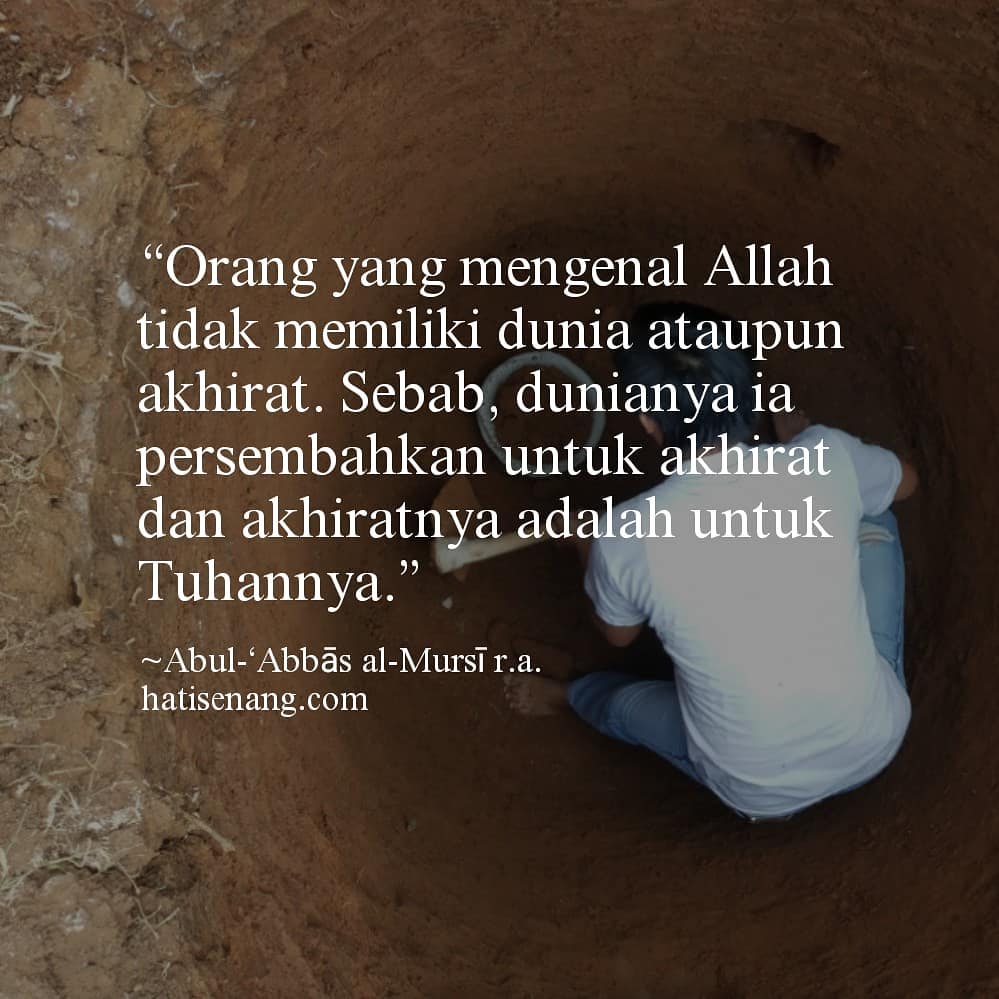 “Orang yang mengenal Allah
tidak memiliki dunia ataupun
akhirat. Sebab, dunianya ia
persembahkan untuk akhirat
dan akhiratnya adalah untuk
Tuhannya.”
~Abul-‘Abbās al-Mursī r.a.
hatisenang.com